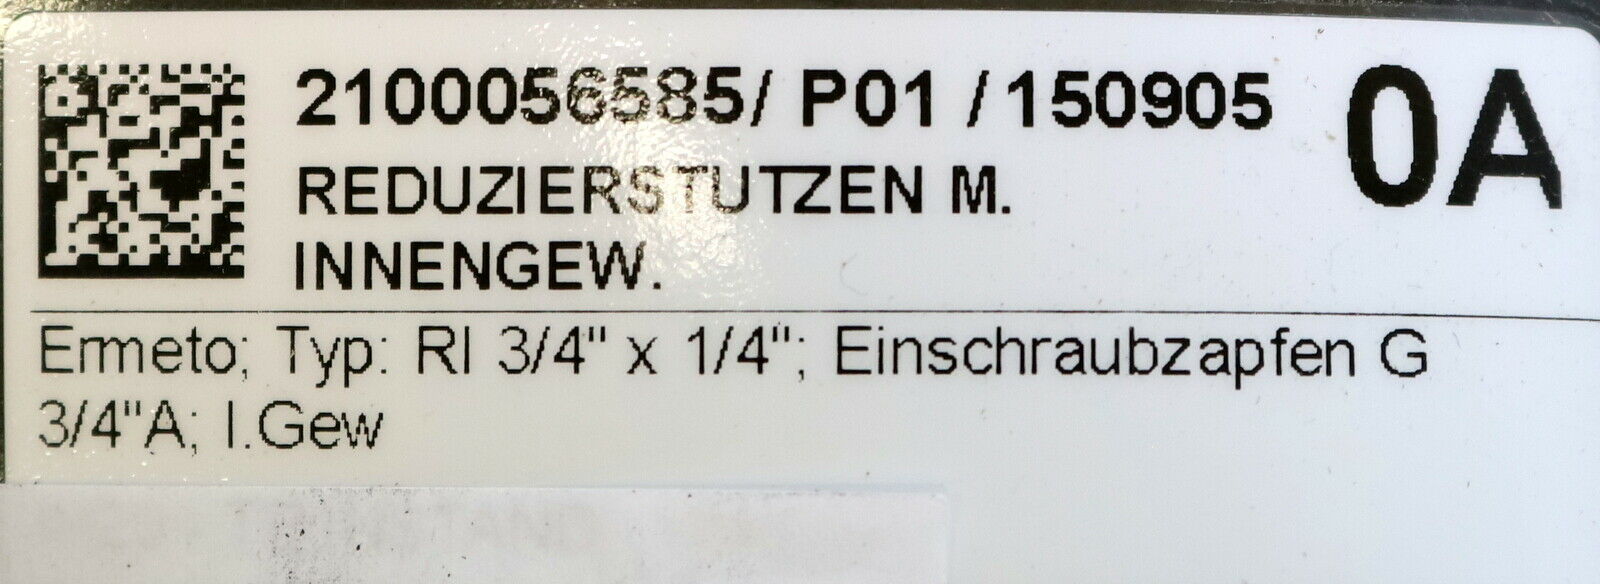 2100056585/ P01 / 150905 0A
REDUZIERSTUTZEN M.
INNENGEW.
Ermeto; Typ: RI 3/4" x 1/4"; Einschraubzapfen G
3/4"A; I.Gew